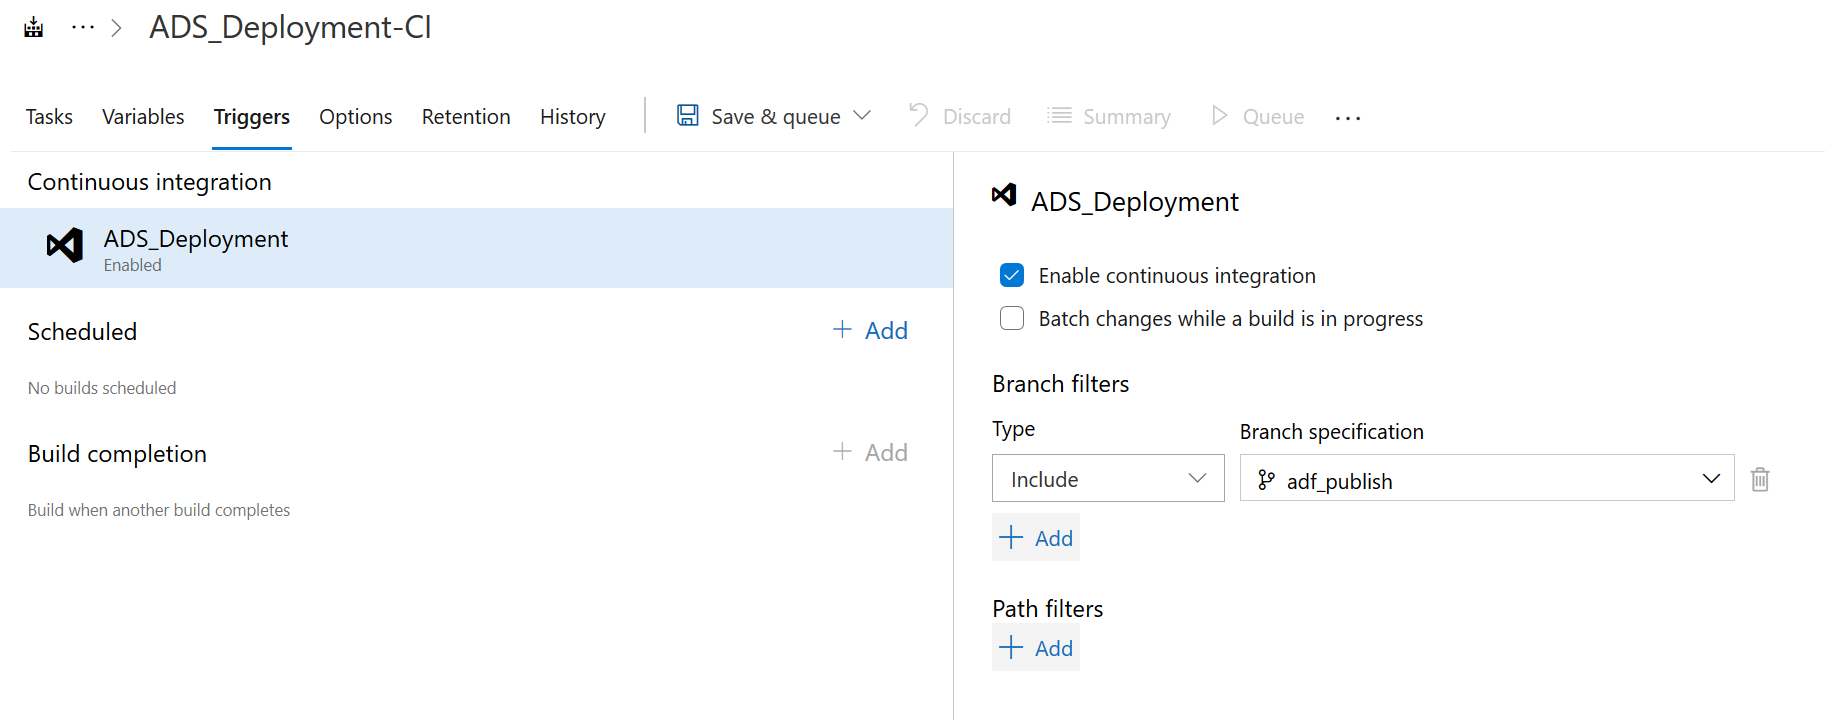 ... > ADS_Deployment-CI
Tasks Variables Triggers Options Retention History Save & queue Discard Summary Queue ...
Continuous integration
ADS_Deployment
Enabled
Scheduled + Add
No builds scheduled
Build completion + Add
Build when another build completes
ADS_Deployment
Enable continuous integration
Batch changes while a build is in progress
Branch filters
Type Branch specification
Include adf_publish
+ Add
Path filters
+ Add